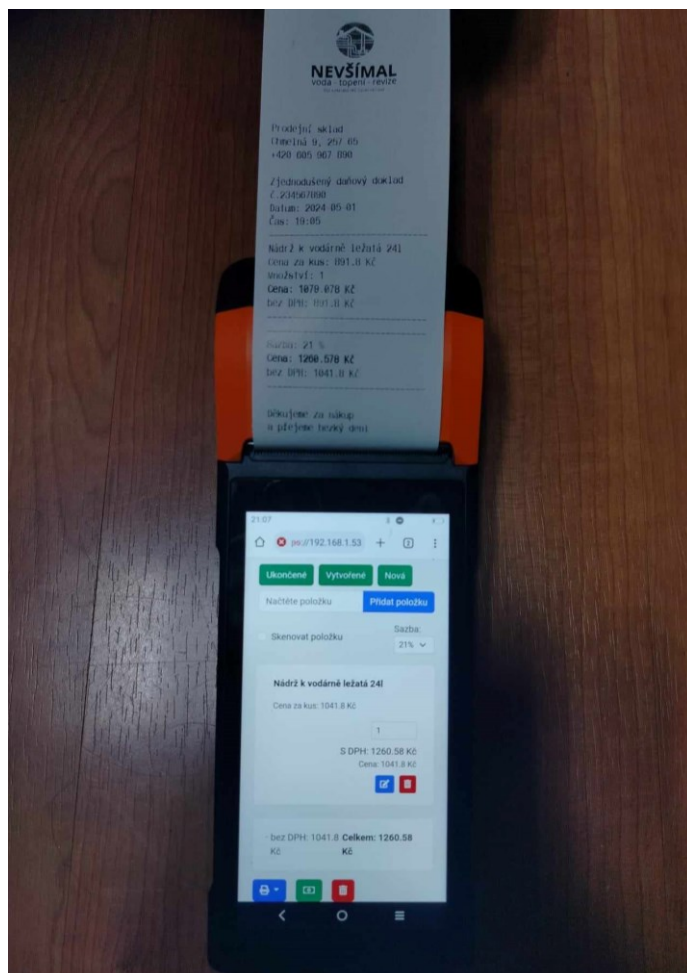 NEVŠÍMAL
voda - topení - revize
Prodejní sklad
Chmelná 9, 257 65
+420 605 967 890
Zjednodušený daňový doklad
Č.234567890
Datum: 2024-05-01
Čas: 19:05
Nádrž k vodárně ležatá 24l
Cena za kus: 891.8 Kč
Množství: 1
Cena: 1079.078 Kč
bez DPH: 891.8 Kč
Sazba: 21 %
Cena: 1260.578 Kč
bez DPH: 1041.8 Kč
Děkujeme za nákup
a přejeme hezký den!
21:07
po://192.168.1.53
Ukončené Vytvořené Nová
Načtěte položku Přidat položku
Skenovat položku Sazba:
21%
Nádrž k vodárně ležatá 24l
Cena za kus: 1041.8 Kč
1
S DPH: 1260.58 Kč
Cena: 1041.8 Kč
bez DPH: 1041.8 Celkem: 1260.58
Kč Kč